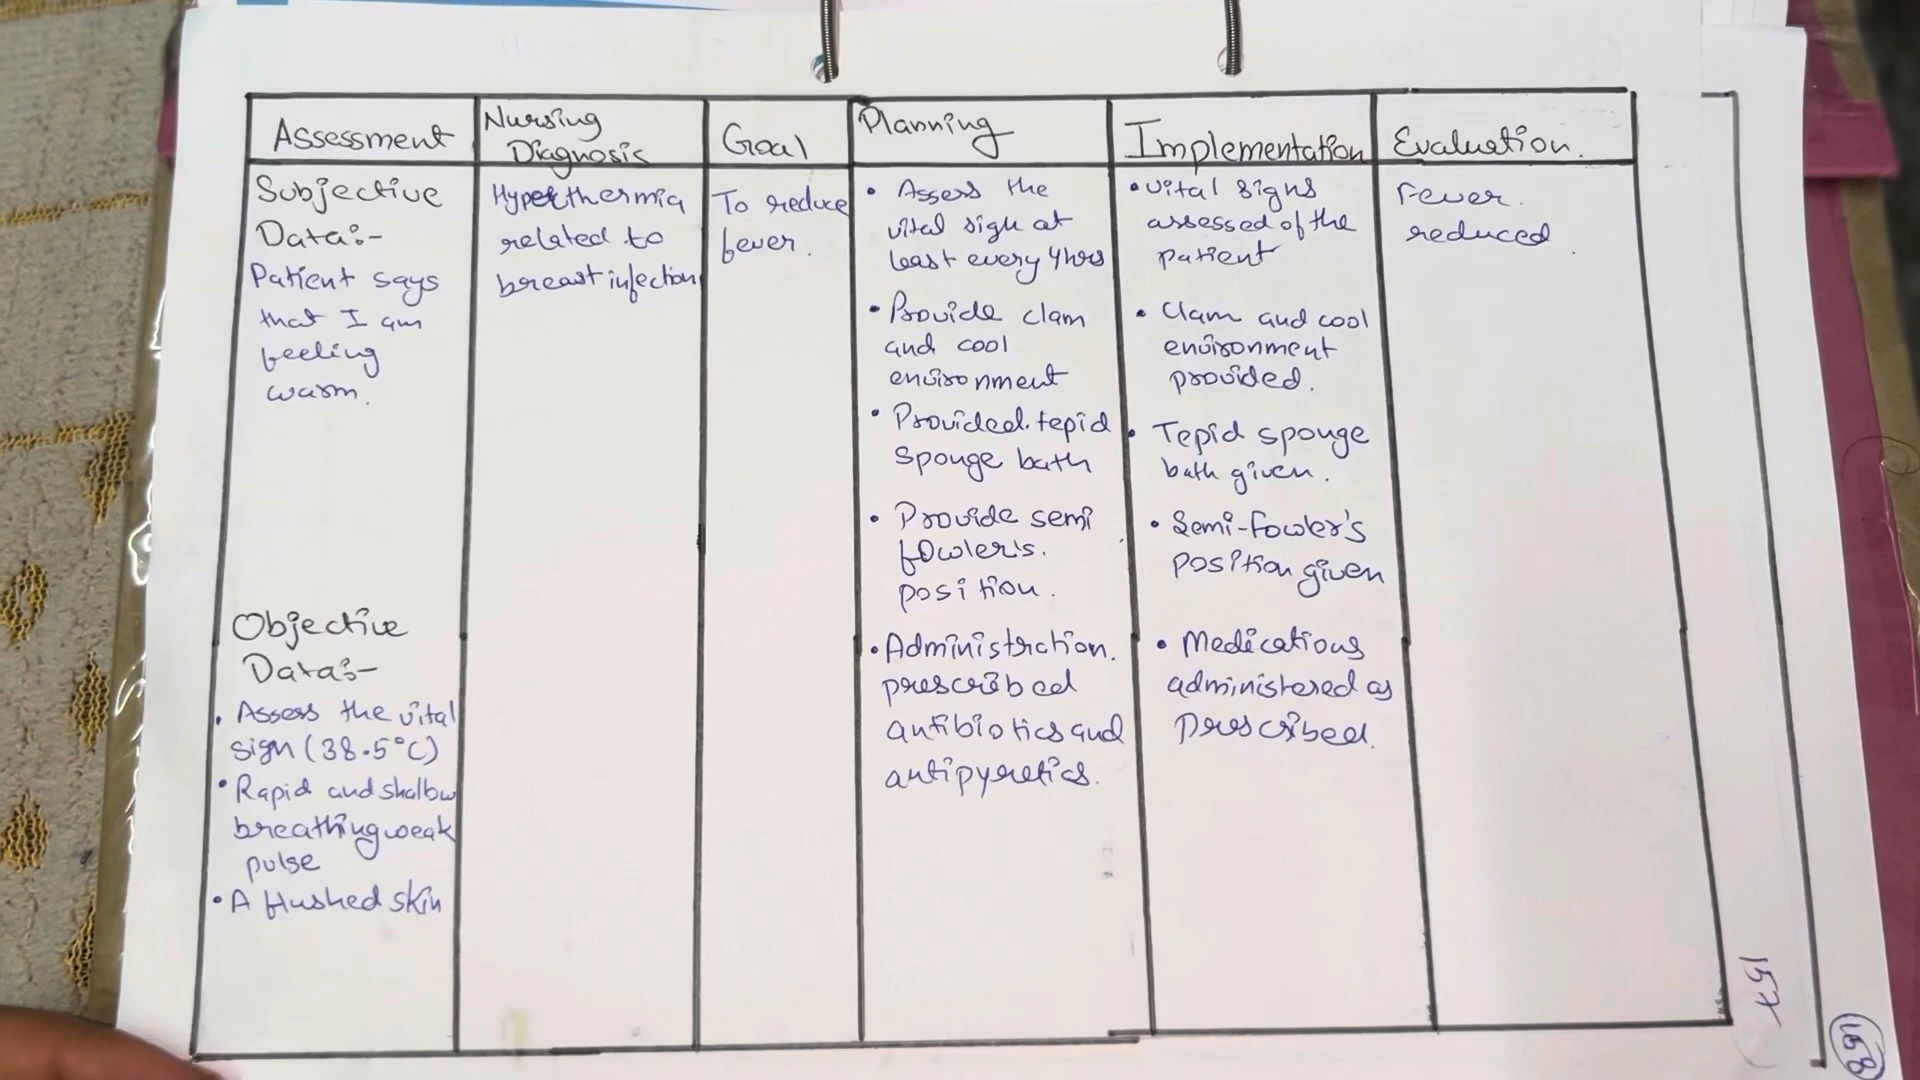 Assessment
Nursing
Diagnosis
Goal
Planning
Implementation
Evaluation.
Subjective
Data:-
Patient says
that I am
feeling
warm.
Objective
Data:-
• Assess the vital
sign (38.5°C)
• Rapid and shallow
breathing weak
pulse
• A flushed skin
Hyperthermia
related to
breast infection
To reduce
fever.
• Assess the
vital sign at
least every 4hrs
• Provide clam
and cool
environment
• Provided tepid
sponge bath
• Provide semi
fowler's.
position.
• Administration.
prescribed
antibiotics and
antipyretics.
• vital signs
assessed of the
patient
• Clam and cool
environment
provided.
• Tepid sponge
bath given.
• Semi-fowler's
position given
• Medications
administered as
prescribed.
Fever.
reduced.